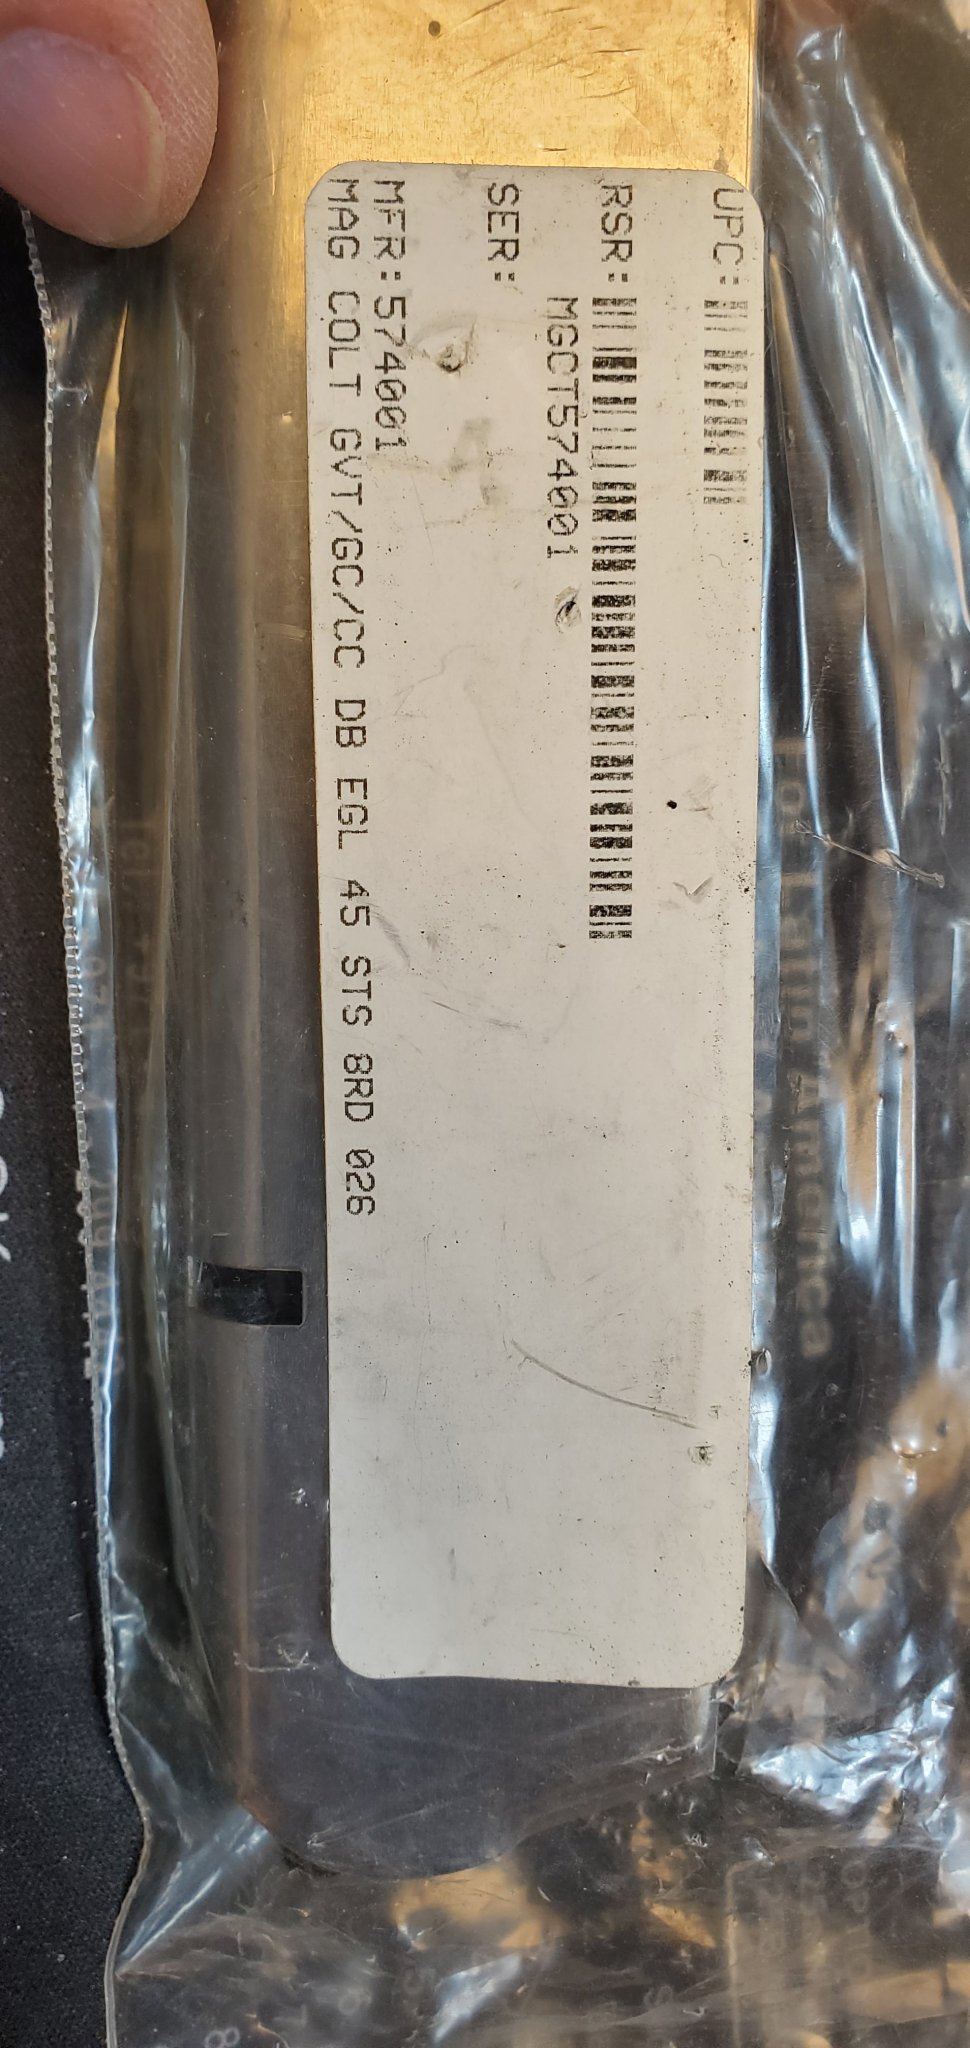 UPC:
RSR:
MGCT574001
SER:
MFR:574001
MAG COLT GVT/GC/CC DB EGL 45 STS 8RD 026